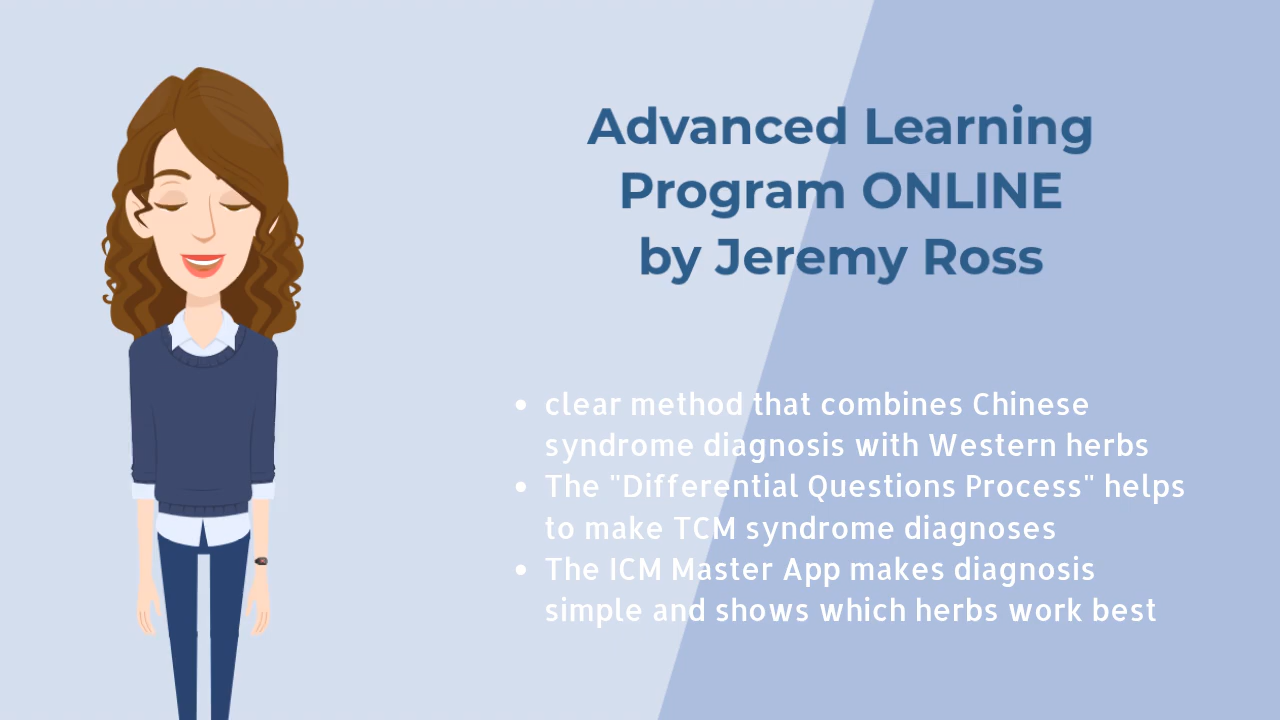 Advanced Learning
Program ONLINE
by Jeremy Ross
• clear method that combines Chinese
syndrome diagnosis with Western herbs
• The "Differential Questions Process" helps
to make TCM syndrome diagnoses
• The ICM Master App makes diagnosis
simple and shows which herbs work best